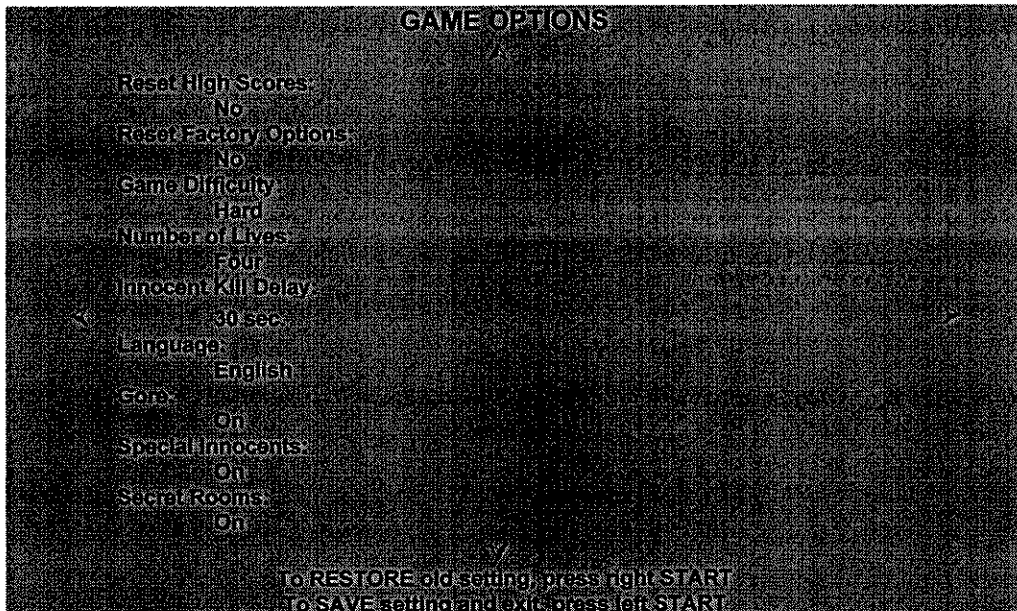 GAME OPTIONS
Reset High Scores:
No
Reset Factory Options:
No
Game Difficulty
Hard
Number of Lives:
Four
Innocent Kill Delay
30 sec.
Language:
English
Gore:
On
Special Innocents:
On
Secret Rooms:
On
To RESTORE old setting, press right START
To SAVE setting and exit press left START